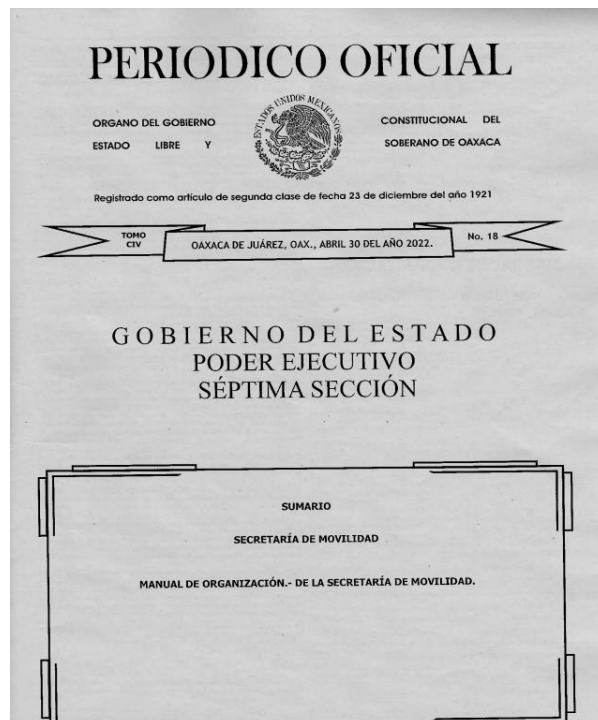 PERIODICO OFICIAL
ORGANO DEL GOBIERNO
ESTADO LIBRE Y
ESTADOS UNIDOS MEXICANOS
CONSTITUCIONAL DEL
SOBERANO DE OAXACA
Registrado como artículo de segunda clase de fecha 23 de diciembre del año 1921
TOMO
CIV
OAXACA DE JUÁREZ, OAX., ABRIL 30 DEL AÑO 2022.
No. 18
GOBIERNO DEL ESTADO
PODER EJECUTIVO
SÉPTIMA SECCIÓN
SUMARIO
SECRETARÍA DE MOVILIDAD
MANUAL DE ORGANIZACIÓN.- DE LA SECRETARÍA DE MOVILIDAD.